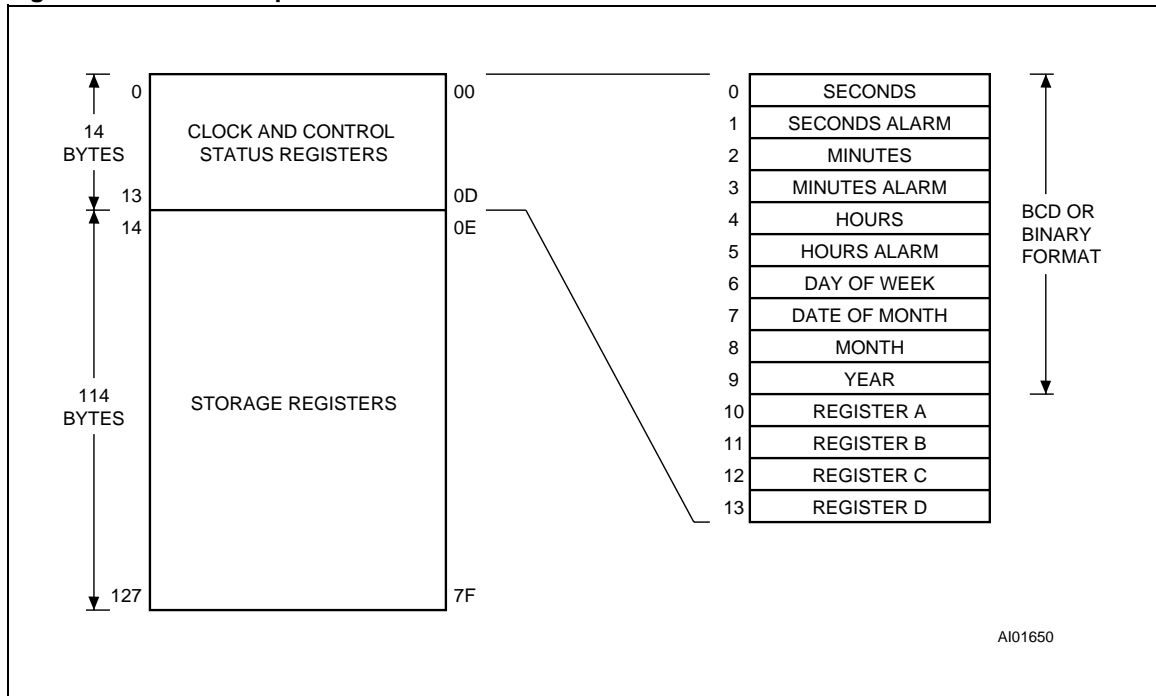 0
00
14
BYTES
CLOCK AND CONTROL
STATUS REGISTERS
13
0D
14
0E
114
BYTES
STORAGE REGISTERS
127
7F
0 SECONDS
1 SECONDS ALARM
2 MINUTES
3 MINUTES ALARM
4 HOURS
5 HOURS ALARM
6 DAY OF WEEK
7 DATE OF MONTH
8 MONTH
9 YEAR
10 REGISTER A
11 REGISTER B
12 REGISTER C
13 REGISTER D
BCD OR
BINARY
FORMAT
AI01650